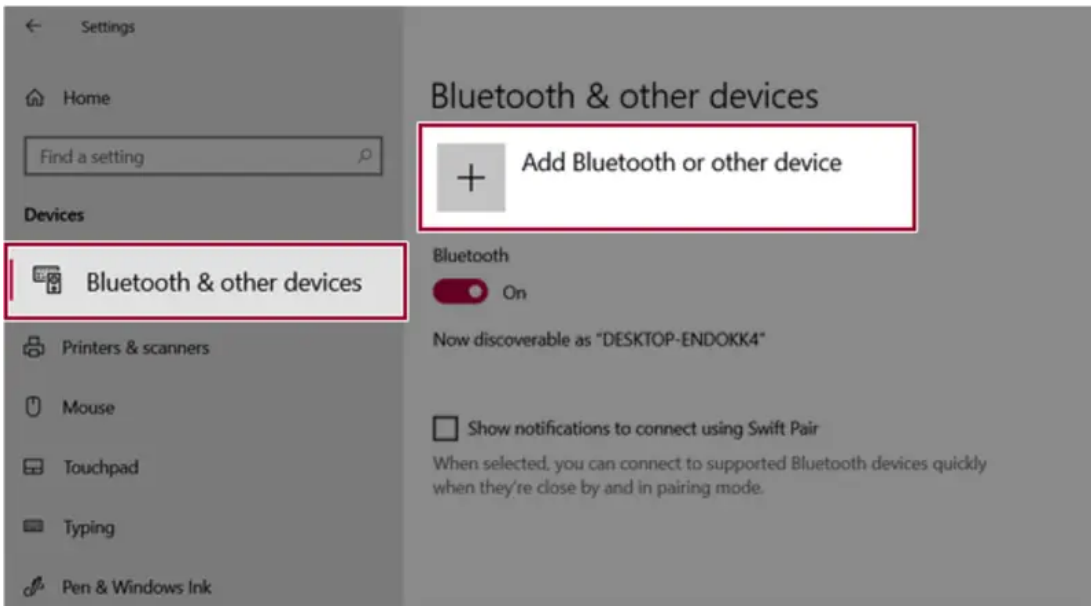 Settings
Home
Find a setting
Devices
Bluetooth & other devices
Printers & scanners
Mouse
Touchpad
Typing
Pen & Windows Ink
Bluetooth & other devices
Add Bluetooth or other device
Bluetooth
On
Now discoverable as "DESKTOP-ENDOKK4"
Show notifications to connect using Swift Pair
When selected, you can connect to supported Bluetooth devices quickly
when they're close by and in pairing mode.